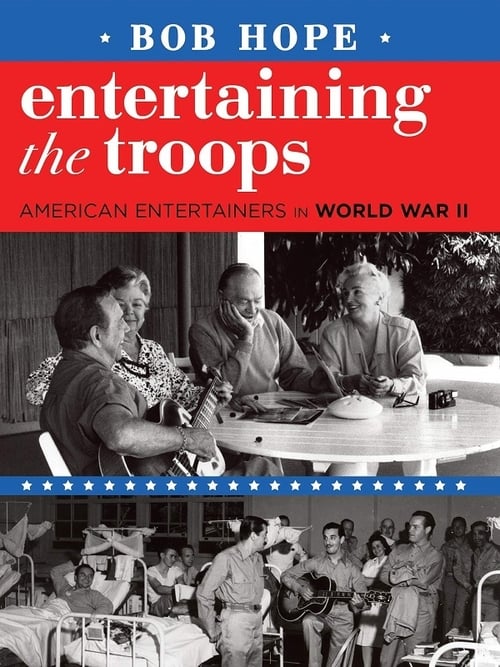 BOB HOPE
entertaining
the troops
AMERICAN ENTERTAINERS IN WORLD WAR II